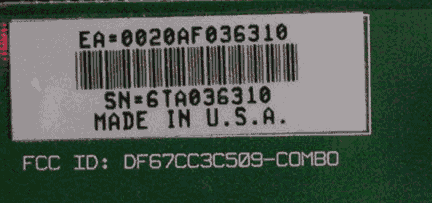 EA=0020AF036310
SN=6TA036310
MADE IN U.S.A.
FCC ID: DF67CC3C509-COMBO